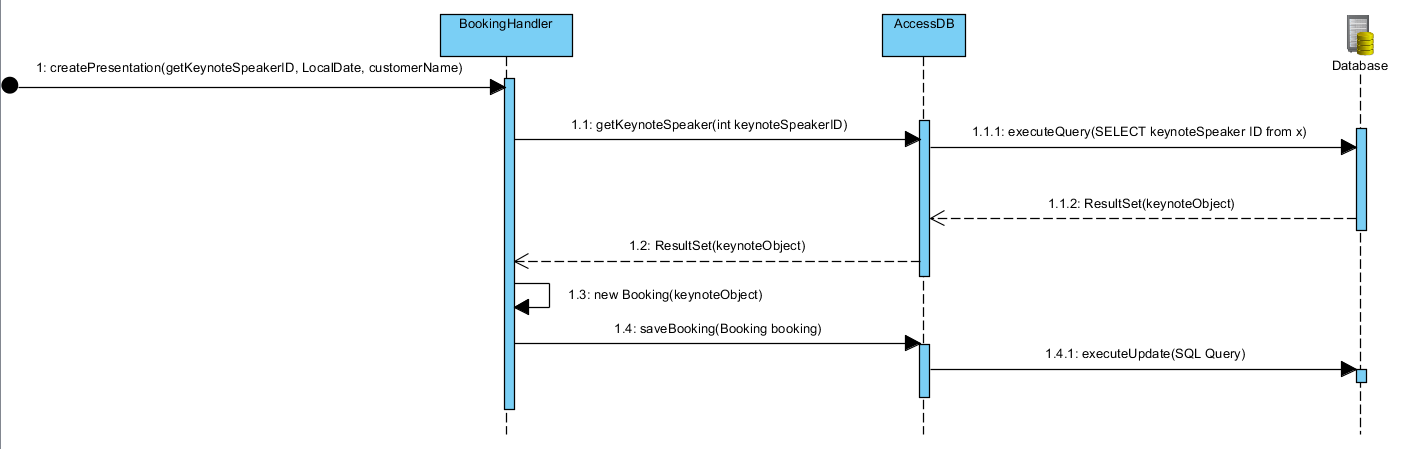 BookingHandler
AccessDB
Database
1: createPresentation(getKeynoteSpeakerID, LocalDate, customerName)
1.1: getKeynoteSpeaker(int keynoteSpeakerID)
1.1.1: executeQuery(SELECT keynoteSpeaker ID from x)
1.1.2: ResultSet(keynoteObject)
1.2: ResultSet(keynoteObject)
1.3: new Booking(keynoteObject)
1.4: saveBooking(Booking booking)
1.4.1: executeUpdate(SQL Query)